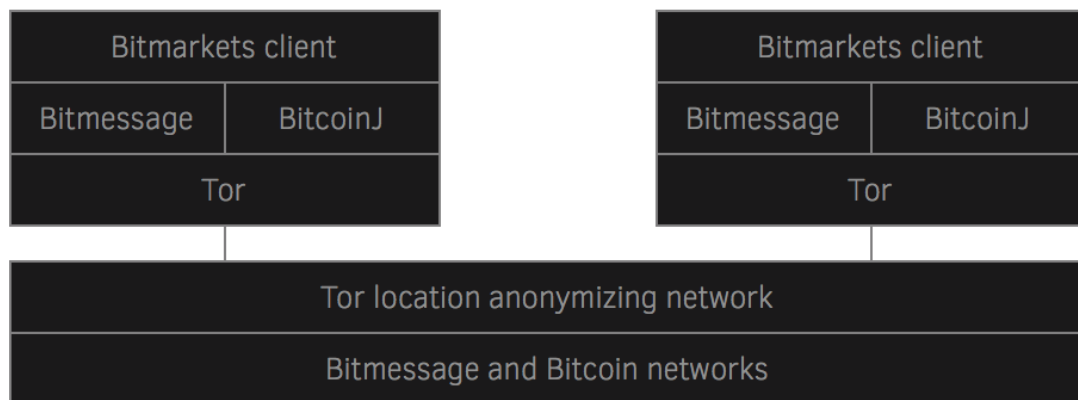 Bitmarkets client
Bitmarkets client
Bitmessage
BitcoinJ
Bitmessage
BitcoinJ
Tor
Tor
Tor location anonymizing network
Bitmessage and Bitcoin networks